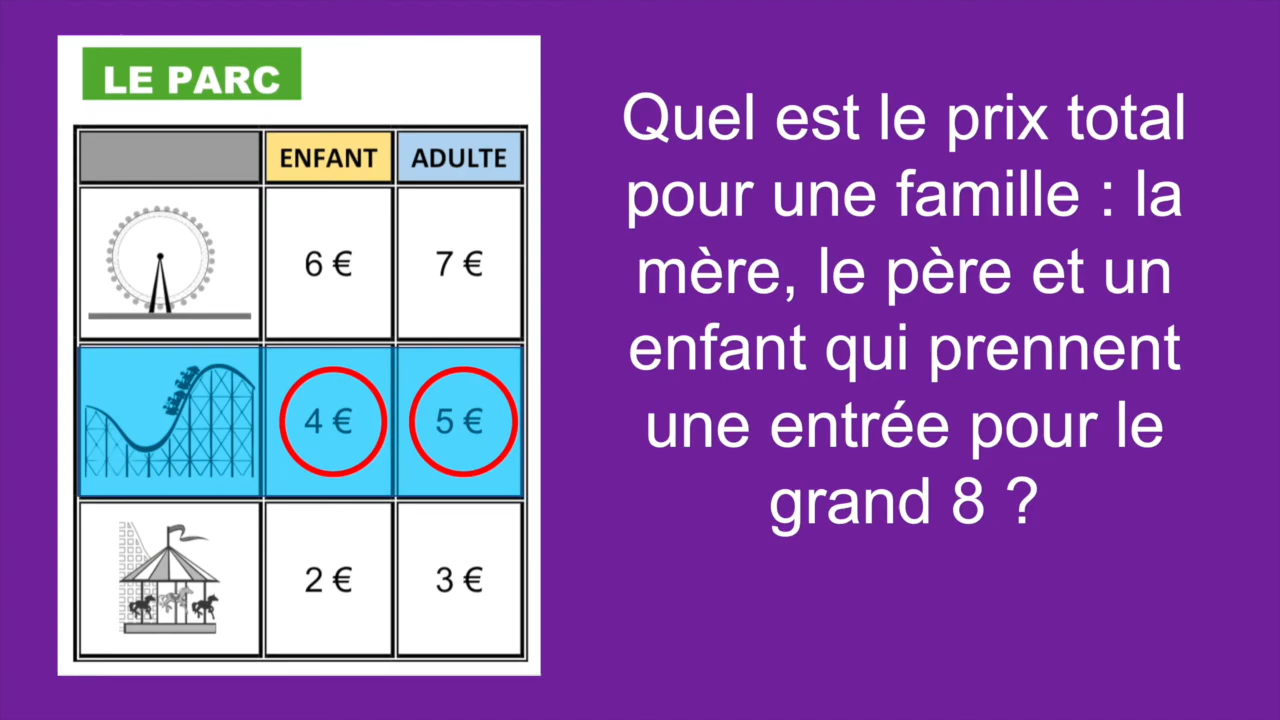 LE PARC
ENFANT ADULTE
6 € 7 €
4 € 5 €
2 € 3 €
Quel est le prix total
pour une famille : la
mère, le père et un
enfant qui prennent
une entrée pour le
grand 8 ?